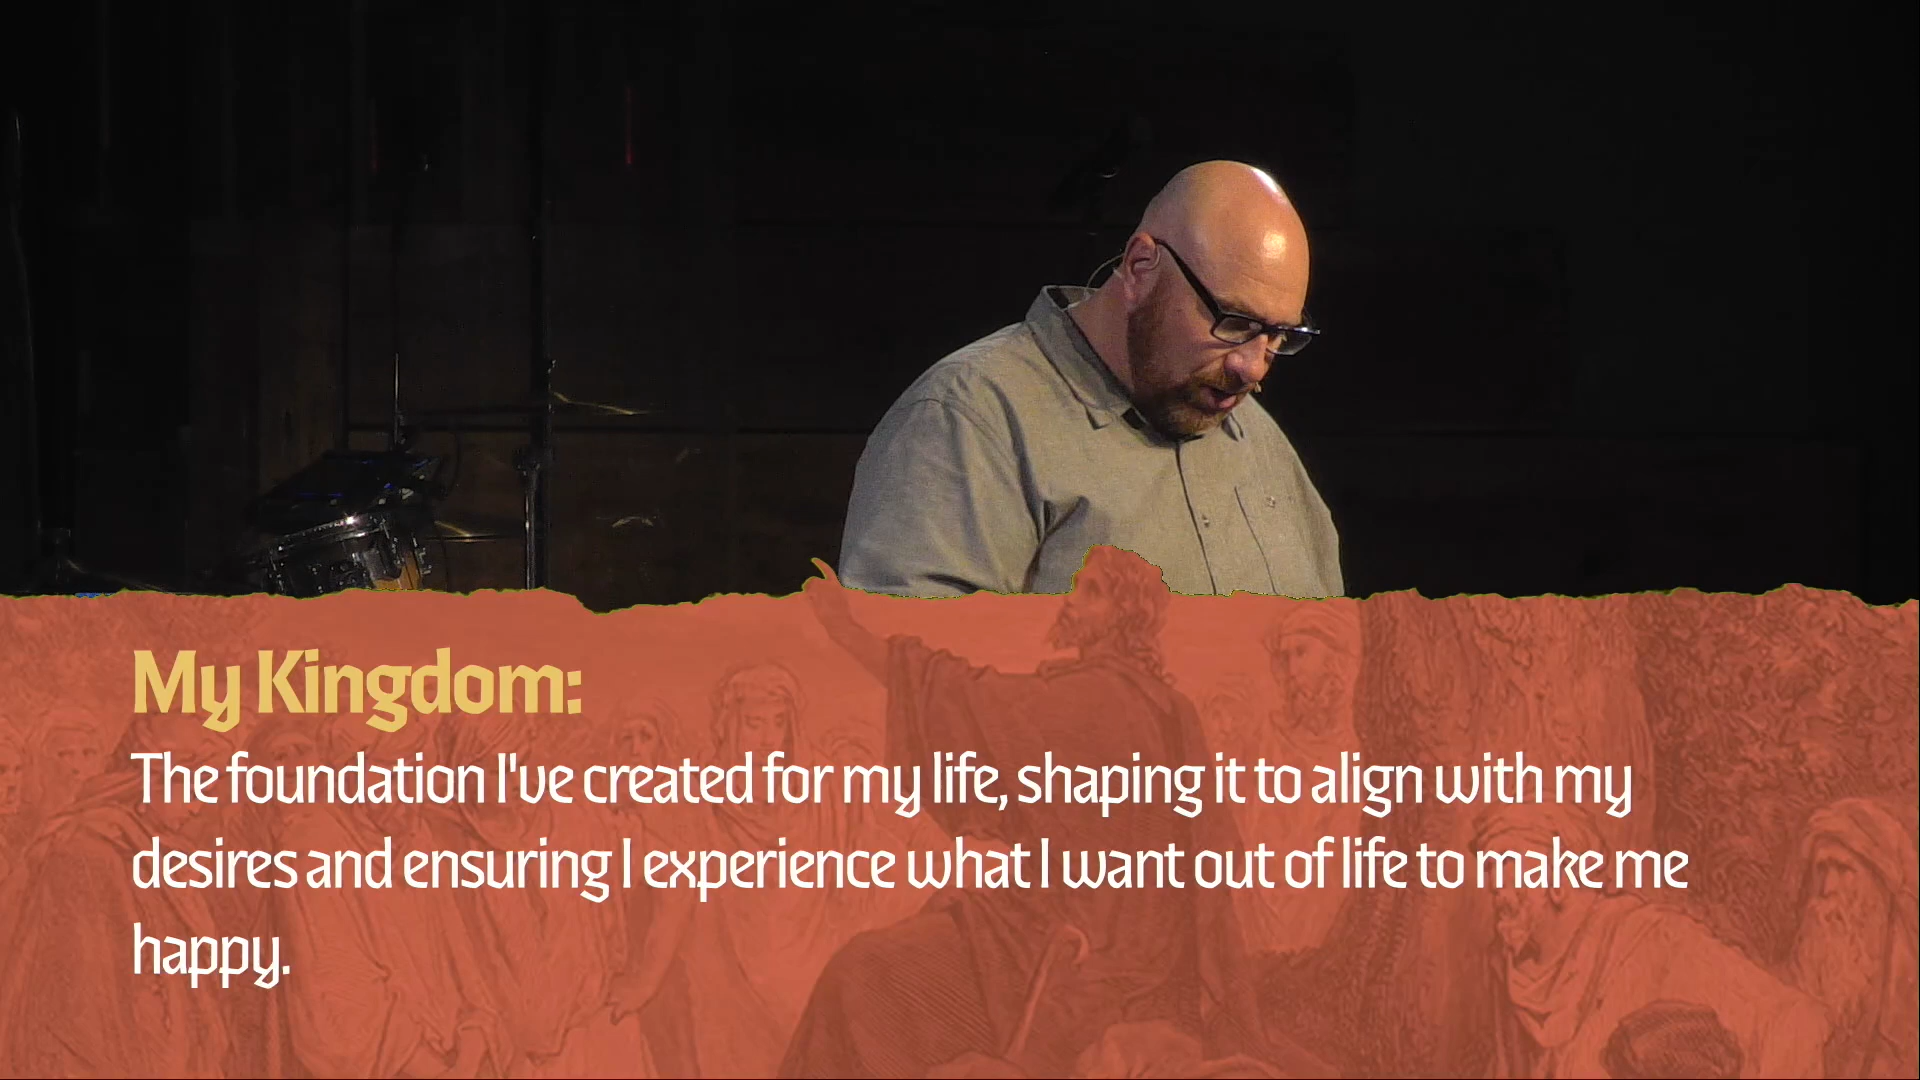 My Kingdom:
The foundation I've created for my life, shaping it to align with my
desires and ensuring I experience what I want out of life to make me
happy.